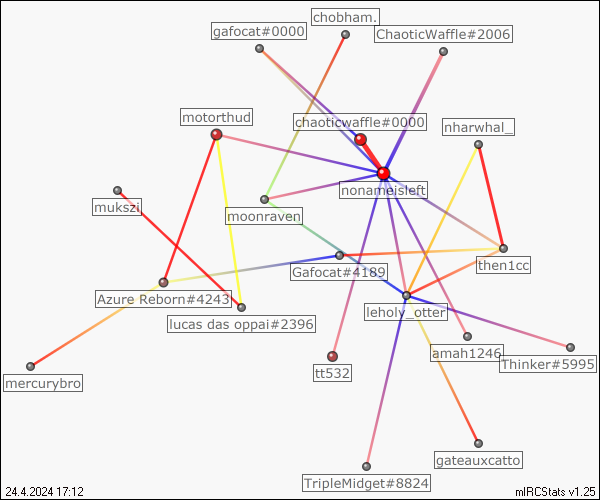 chobham.
gafocat#0000
ChaoticWaffle#2006
motorthud
chaoticwaffle#0000
nharwhal_
nonameisleft
mukszi
moonraven
then1cc
Gafocat#4189
Azure Reborn#4243
leholy_otter
lucas das oppai#2396
amah1246
Thinker#5995
tt532
mercurybro
gateauxcatto
TripleMidget#8824
24.4.2024 17:12
mIRCStats v1.25